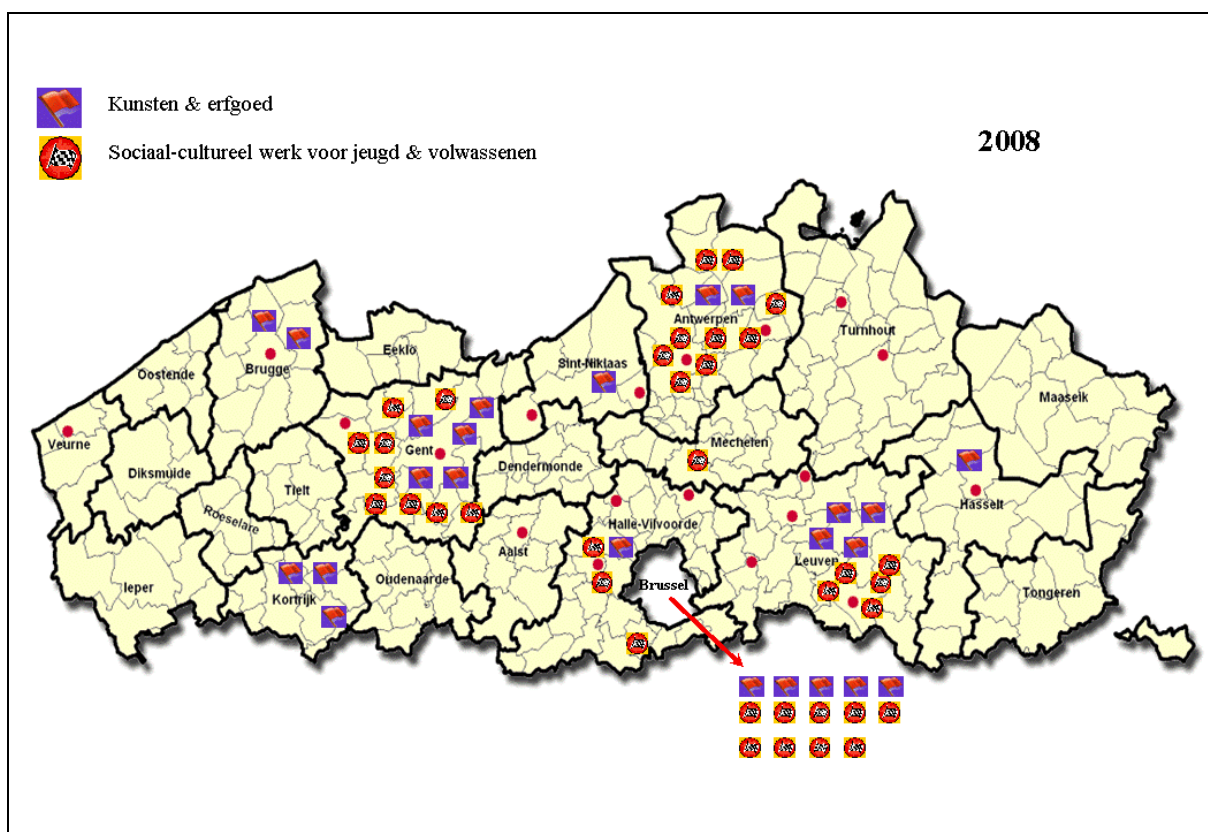 Kunsten & erfgoed
Sociaal-cultureel werk voor jeugd & volwassenen
2008
Antwerpen
Turnhout
Eeklo
Sint-Niklaas
Brugge
Oostende
Maaseik
Veurne
Gent
Mechelen
Dendermonde
Diksmuide
Tielt
Hasselt
Roeselare
Halle-Vilvoorde
Aalst
Leuven
Ieper
Kortrijk
Oudenaarde
Brussel
Tongeren